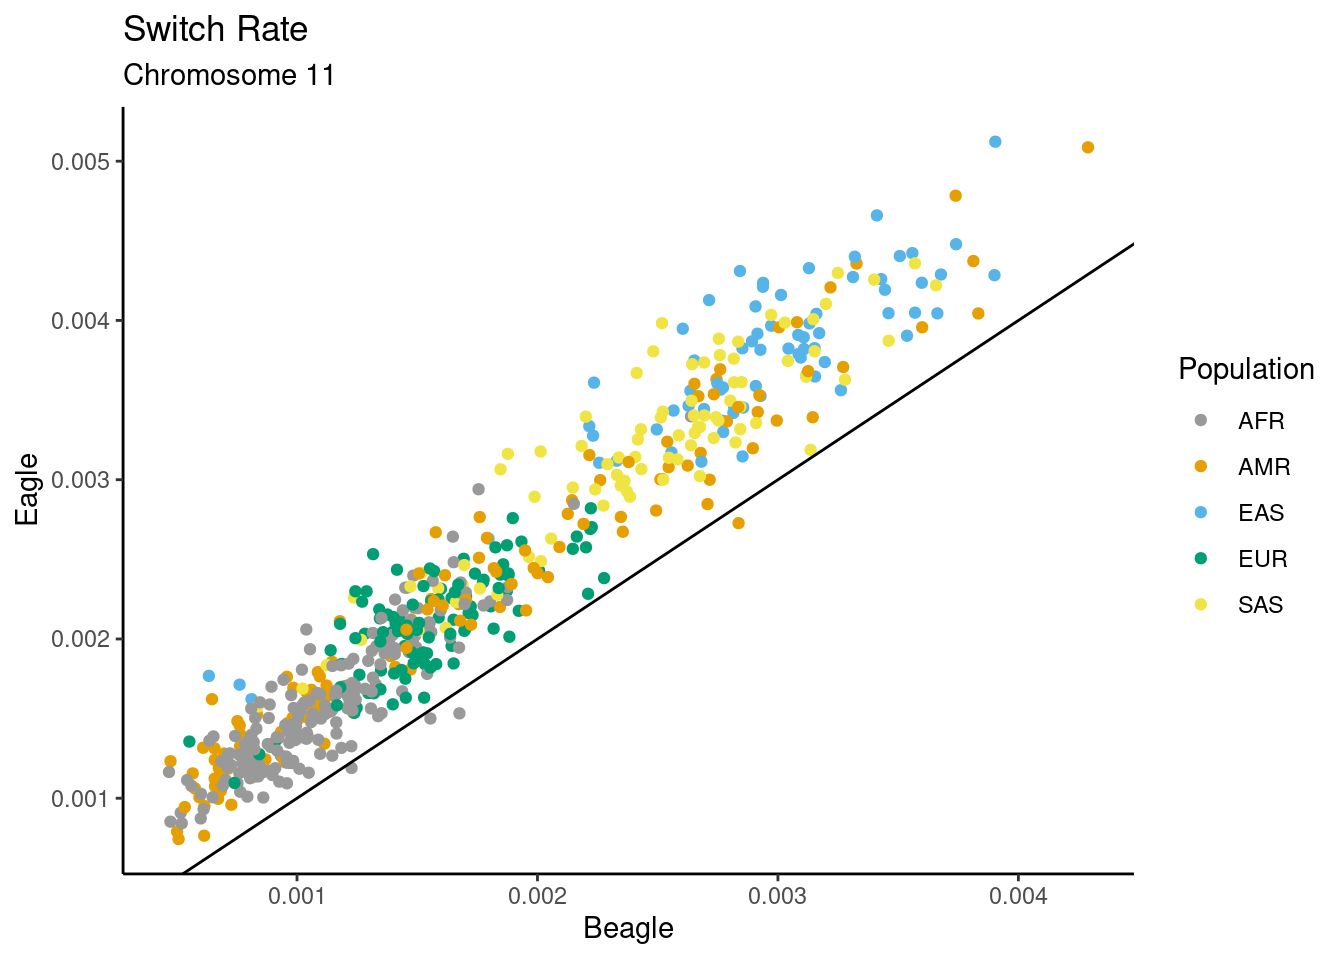 Switch Rate
Chromosome 11
0.005
0.004
0.003
0.002
0.001
Eagle
0.001
0.002
0.003
0.004
Beagle
Population
AFR
AMR
EAS
EUR
SAS